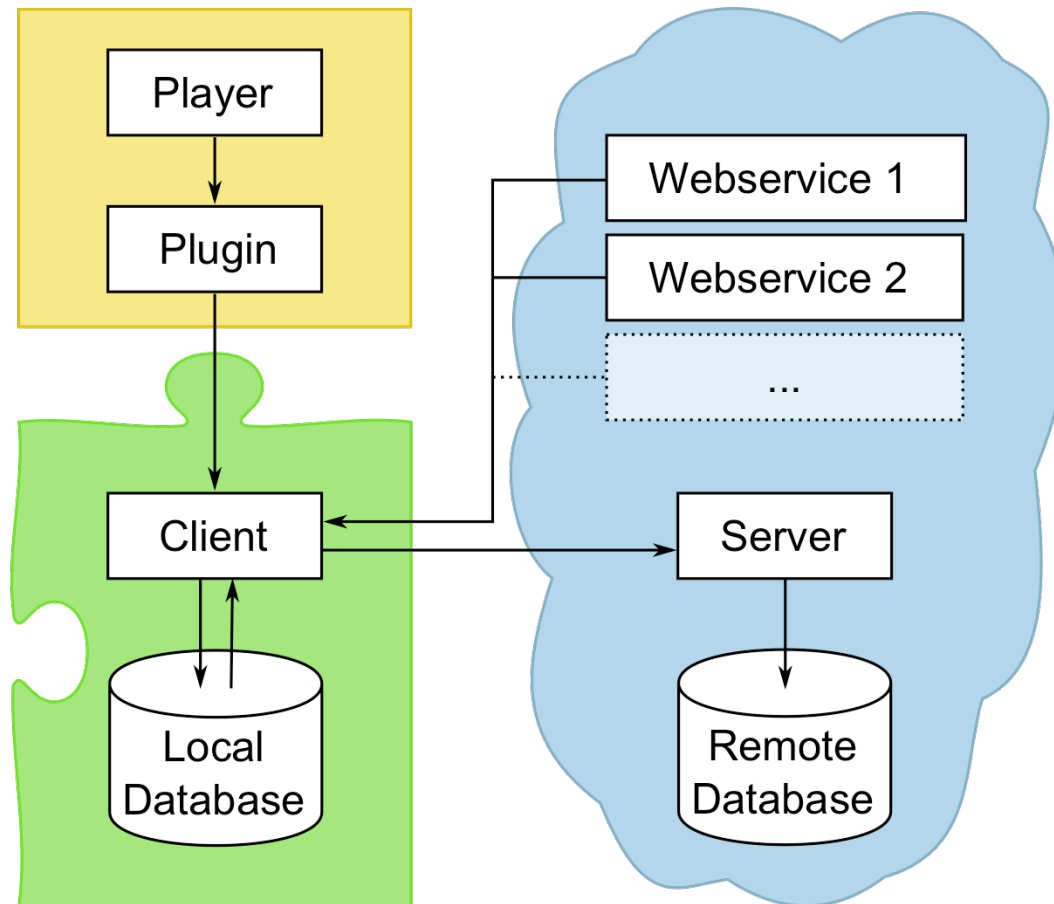 Player
Plugin
Webservice 1
Webservice 2
...
Client
Server
Local
Database
Remote
Database